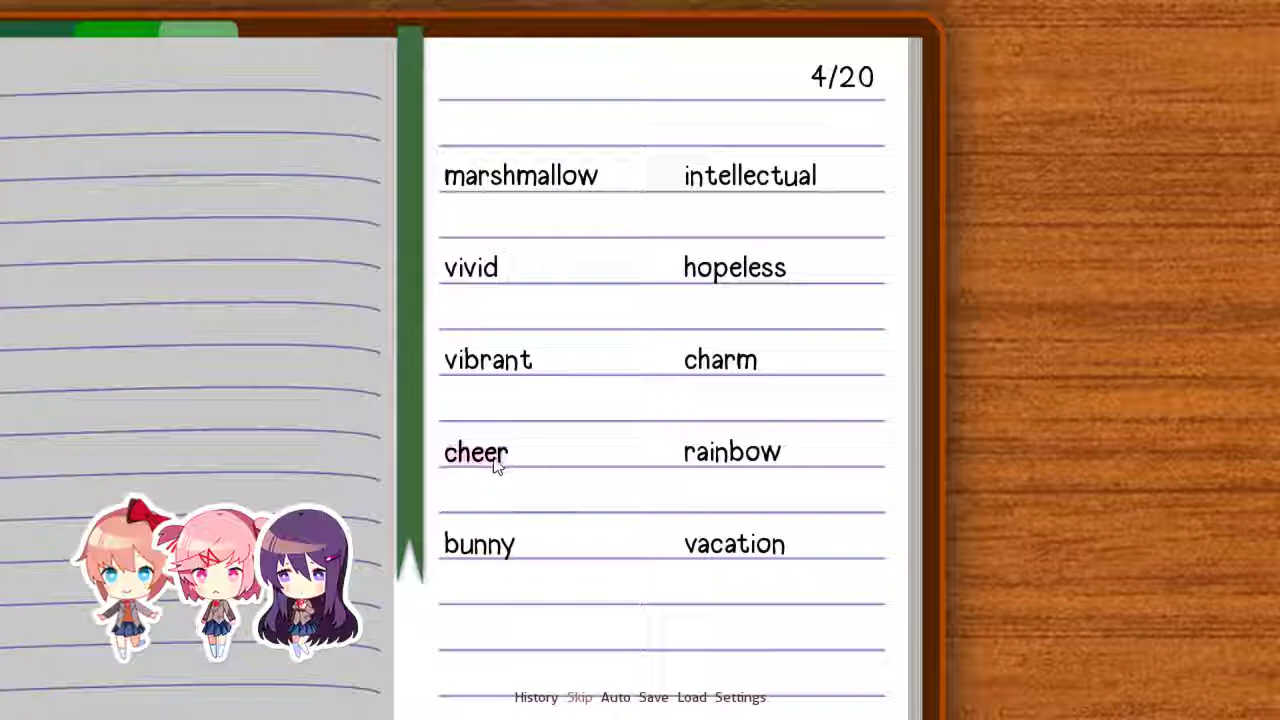 4/20
marshmallow intellectual
vivid hopeless
vibrant charm
cheer rainbow
bunny vacation
History Skip Auto Save Load Settings